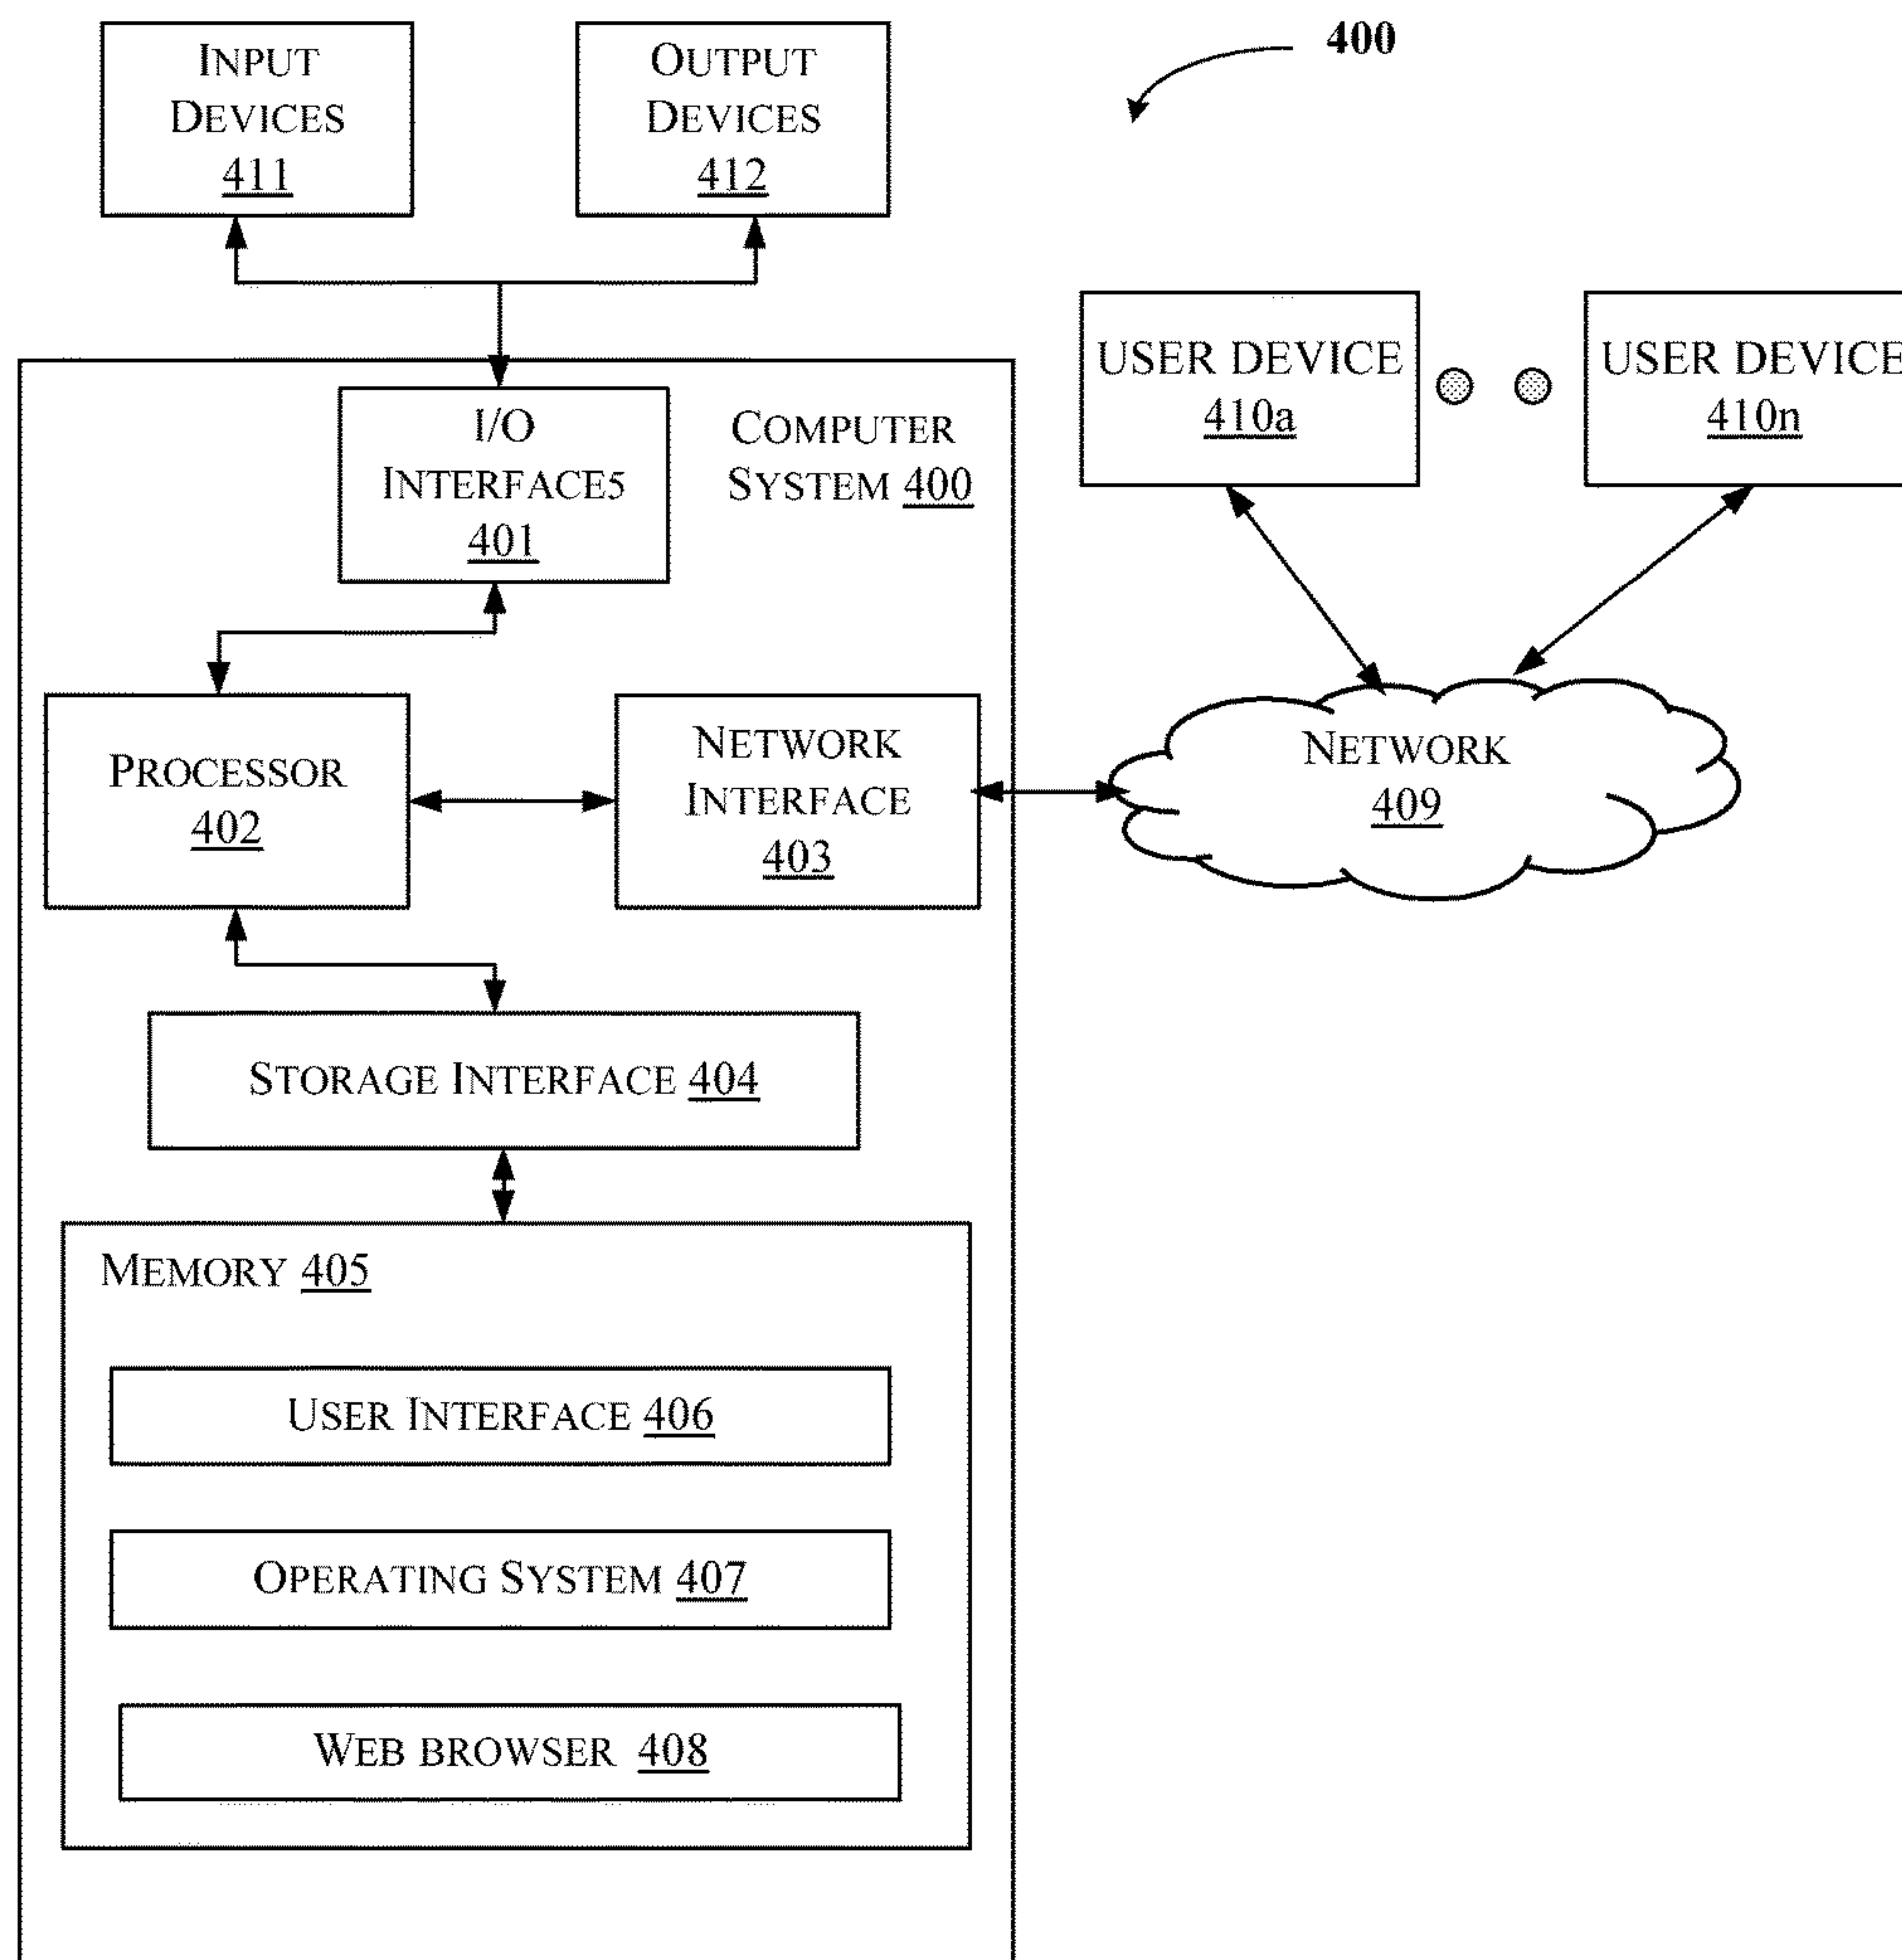 INPUT
DEVICES
411
OUTPUT
DEVICES
412
400
I/O
INTERFACE5
401
COMPUTER
SYSTEM 400
USER DEVICE
410a
USER DEVICE
410n
PROCESSOR
402
NETWORK
INTERFACE
403
NETWORK
409
STORAGE INTERFACE 404
MEMORY 405
USER INTERFACE 406
OPERATING SYSTEM 407
WEB BROWSER 408